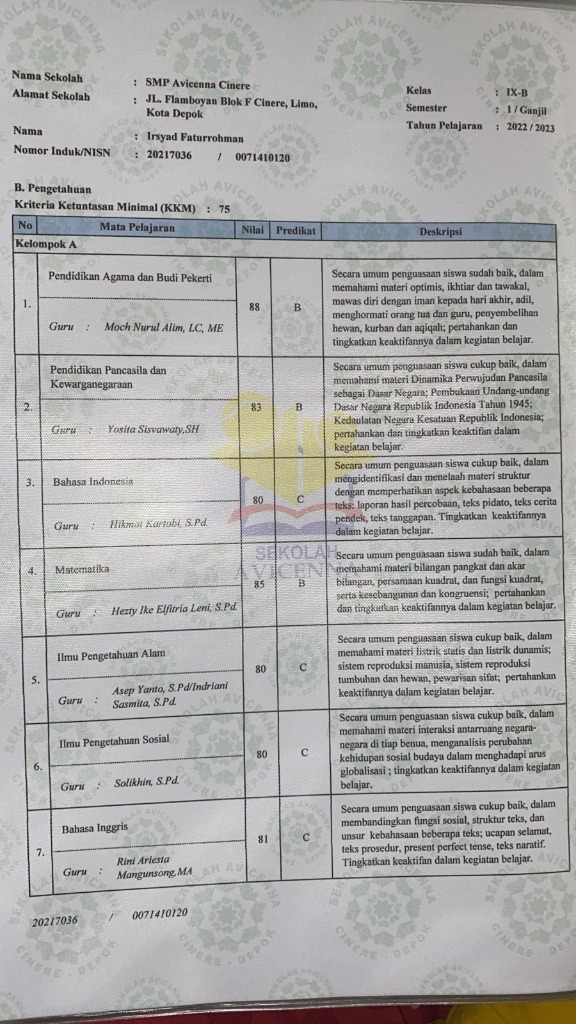 Nama Sekolah : SMP Avicenna Cinere
Alamat Sekolah : JL. Flamboyan Blok F Cinere, Limo,
Kota Depok
Nama : Irsyad Faturrohman
Nomor Induk/NISN : 20217036 / 0071410120
Kelas : IX-B
Semester : 1 / Ganjil
Tahun Pelajaran : 2022 / 2023
B. Pengetahuan
Kriteria Ketuntasan Minimal (KKM) : 75
No Mata Pelajaran Nilai Predikat Deskripsi
Kelompok A
1. Pendidikan Agama dan Budi Pekerti
Guru : Moch Nurul Alim, LC, ME
88 B
Secara umum penguasaan siswa sudah baik, dalam
memahami materi optimis, ikhtiar dan tawakal,
mawas diri dengan iman kepada hari akhir, adil,
menghormati orang tua dan guru, penyembelihan
hewan, kurban dan aqiqah; pertahankan dan
tingkatkan keaktifannya dalam kegiatan belajar.
2. Pendidikan Pancasila dan
Kewarganegaraan
Guru : Yosita Sisvawaty,SH
83 B
Secara umum penguasaan siswa cukup baik, dalam
memahami materi Dinamika Perwujudan Pancasila
sebagai Dasar Negara; Pembukaan Undang-undang
Dasar Negara Republik Indonesia Tahun 1945;
Kedaulatan Negara Kesatuan Republik Indonesia;
pertahankan dan tingkatkan keaktifan dalam
kegiatan belajar.
3. Bahasa Indonesia
Guru : Hikmat Kartobi, S.Pd.
80 C
Secara umum penguasaan siswa cukup baik, dalam
mengidentifikasi dan menelaah materi struktur
dengan memperhatikan aspek kebahasaan beberapa
teks: laporan hasil percobaan, teks pidato, teks cerita
pendek, teks tanggapan. Tingkatkan keaktifannya
dalam kegiatan belajar.
4. Matematika
Guru : Hezty Ike Elfitria Leni, S.Pd.
85 B
Secara umum penguasaan siswa sudah baik, dalam
memahami materi bilangan pangkat dan akar
bilangan, persamaan kuadrat, dan fungsi kuadrat,
serta kesebangunan dan kongruensi; pertahankan
dan tingkatkan keaktifannya dalam kegiatan belajar.
5. Ilmu Pengetahuan Alam
Guru : Asep Yanto, S.Pd/Indriani
Sasmita, S.Pd.
80 C
Secara umum penguasaan siswa cukup baik, dalam
memahami materi listrik statis dan listrik dunamis;
sistem reproduksi manusia, sistem reproduksi
tumbuhan dan hewan, pewarisan sifat; pertahankan
keaktifannya dalam kegiatan belajar.
6. Ilmu Pengetahuan Sosial
Guru : Solikhin, S.Pd.
80 C
Secara umum penguasaan siswa cukup baik, dalam
memahami materi interaksi antarruang negara-
negara di tiap benua, menganalisis perubahan
kehidupan sosial budaya dalam menghadapi arus
globalisasi ; tingkatkan keaktifannya dalam kegiatan
belajar.
7. Bahasa Inggris
Guru : Rini Ariesta
Mangunsong,MA
81 C
Secara umum penguasaan siswa cukup baik, dalam
membandingkan fungsi sosial, struktur teks, dan
unsur kebahasaan beberapa teks; ucapan selamat,
teks prosedur, present perfect tense, teks naratif.
Tingkatkan keaktifan dalam kegiatan belajar.
SEKOLAH
AVICENNA
20217036 / 0071410120